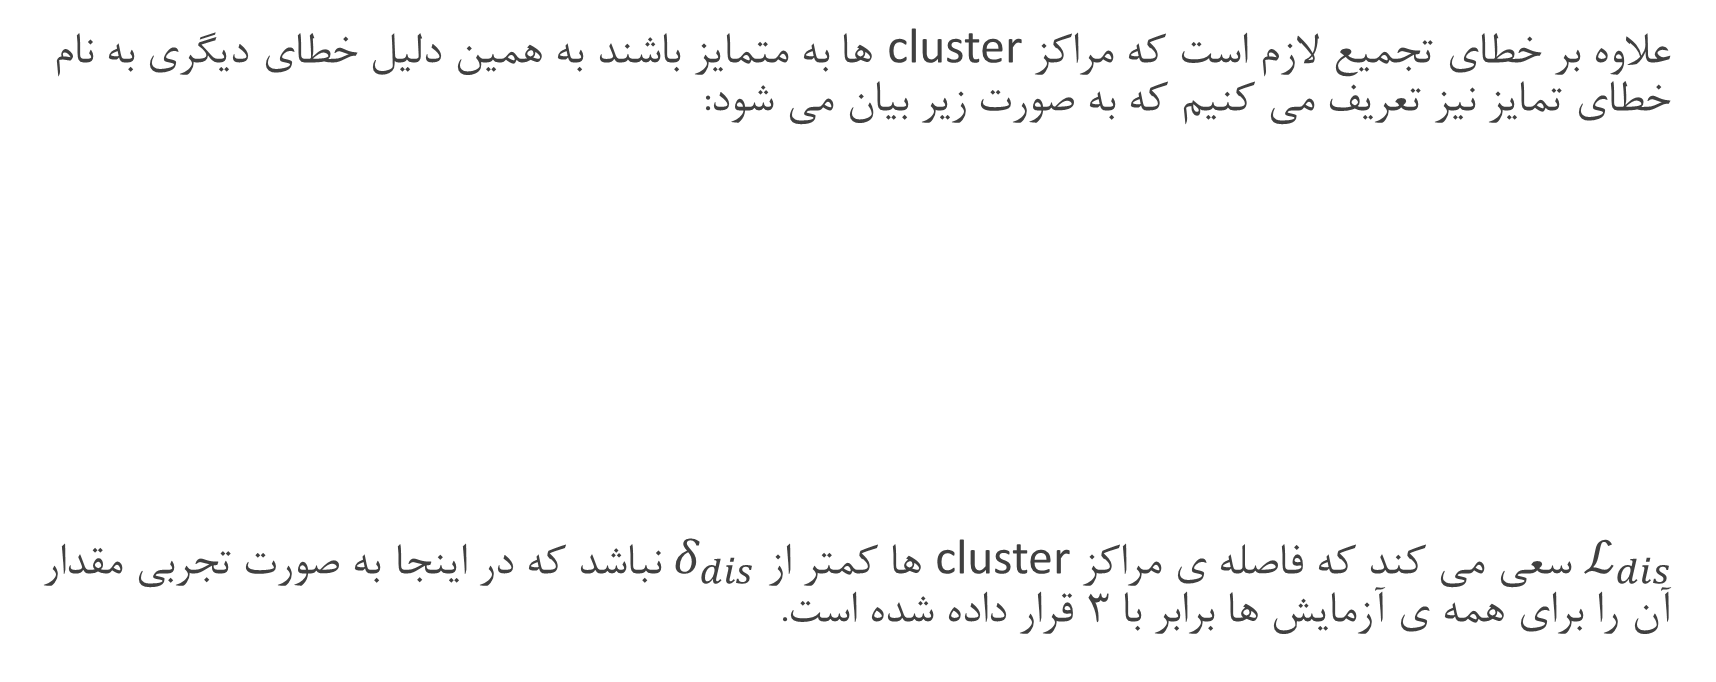 علاوه بر خطای تجمیع لازم است که مراکز cluster ها به متمایز باشند به همین دلیل خطای دیگری به نام
خطای تمایز نیز تعریف می کنیم که به صورت زیر بیان می شود:
ℒ_dis سعی می کند که فاصله ی مراکز cluster ها کمتر از δ_dis نباشد که در اینجا به صورت تجربی مقدار
آن را برای همه ی آزمایش ها برابر با ۳ قرار داده شده است.